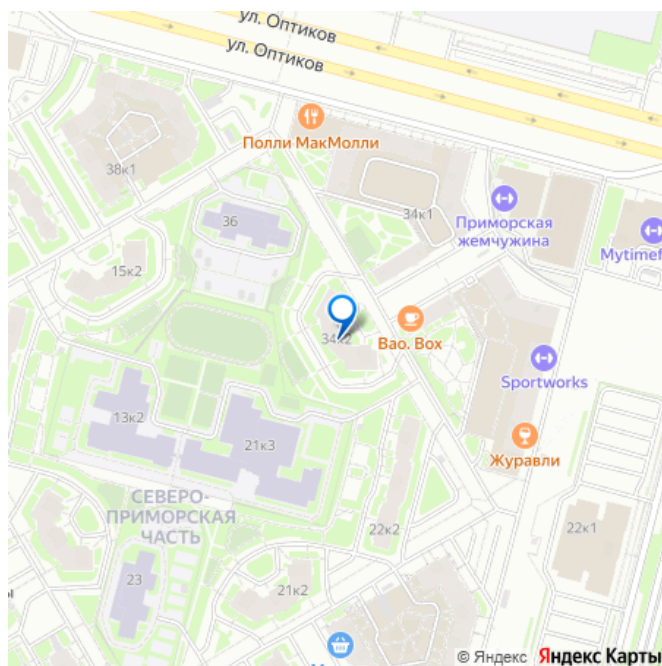 ул. Оптиков
ул. Оптиков
Полли МакМолли
38к1
34к1
36
Приморская
жемчужина
Mytimef
15к2
34к2
Bao. Box
Sportworks
13к2
21к3
Журавли
СЕВЕРО-
ПРИМОРСКАЯ
ЧАСТЬ
22к2
22к1
23
21к2
ы
© Яндекс Яндекс Карты